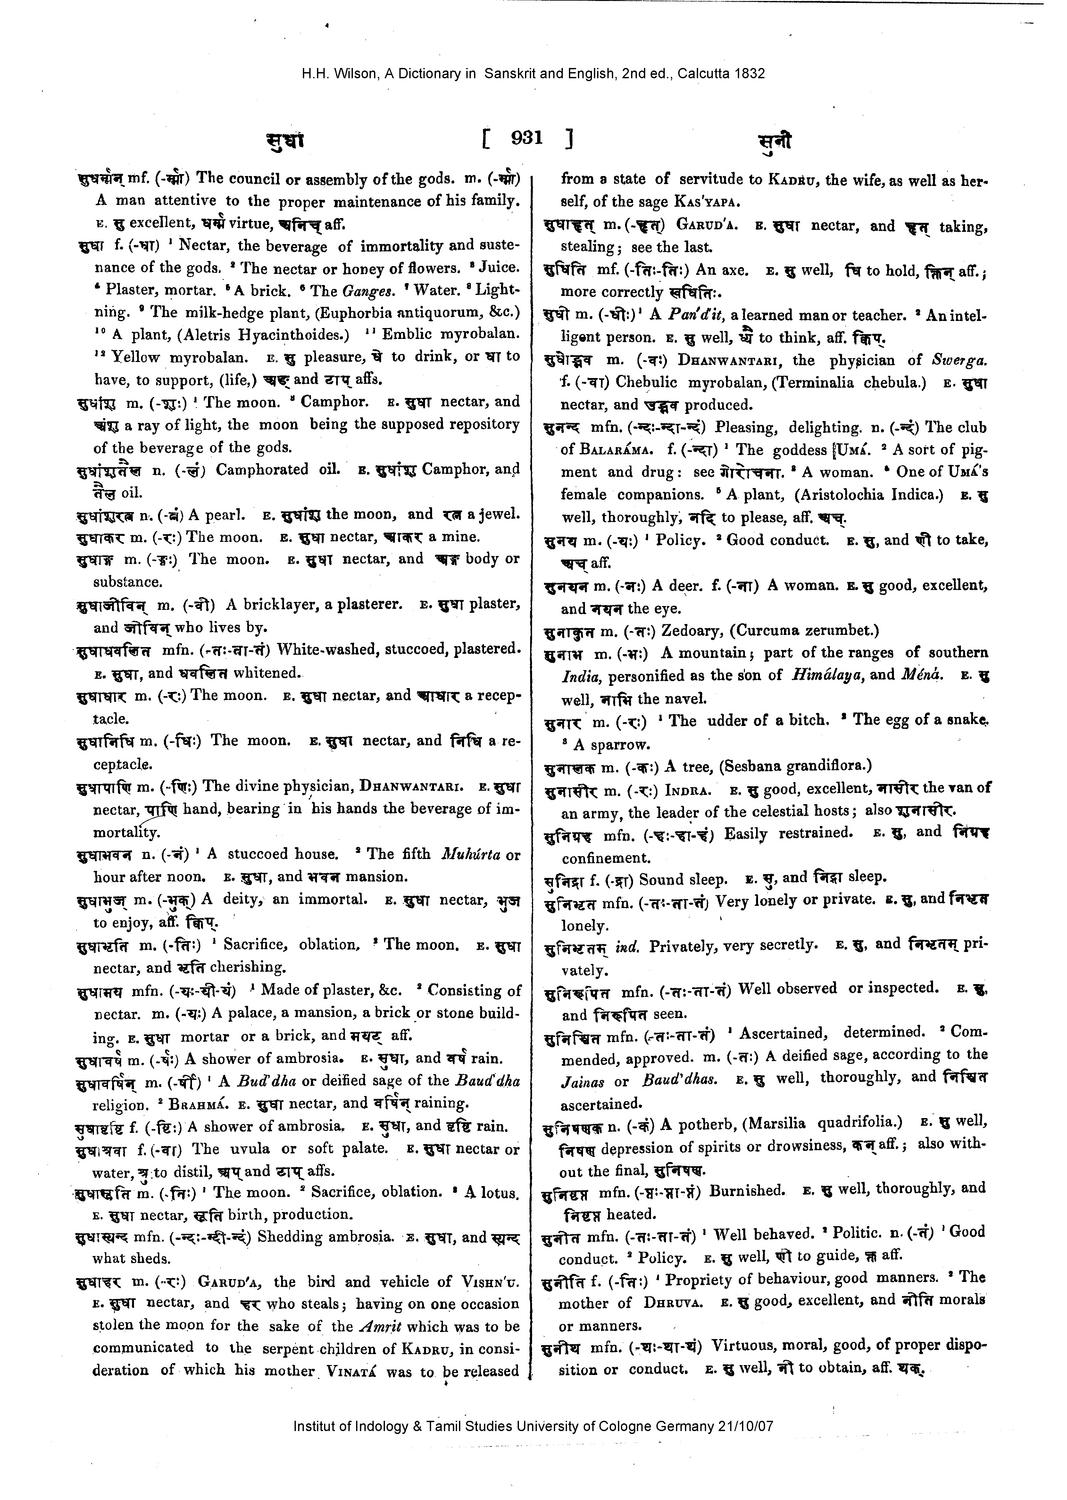 H.H. Wilson, A Dictionary in Sanskrit and English, 2nd ed., Calcutta 1832
सुधां [ 931 ] सुनी
सुधर्म्मन् mf. (-र्म्मा) The council or assembly of the gods. m. (-र्म्मा)
A man attentive to the proper maintenance of his family.
E. सु excellent, धर्म्म virtue, अनिच् aff.
सुधा f. (-धा) ¹ Nectar, the beverage of immortality and suste-
nance of the gods. ² The nectar or honey of flowers. ³ Juice.
⁴ Plaster, mortar. ⁵ A brick. ⁶ The Ganges. ⁷ Water. ⁸ Light-
ning. ⁹ The milk-hedge plant, (Euphorbia antiquorum, &c.)
¹⁰ A plant, (Aletris Hyacinthoides.) ¹¹ Emblic myrobalan.
¹² Yellow myrobalan. E. सु pleasure, धे to drink, or धा to
have, to support, (life,) अङ् and टाप् affs.
सुधांशु m. (-शुः) ¹ The moon. ² Camphor. E. सुधा nectar, and
अंशु a ray of light, the moon being the supposed repository
of the beverage of the gods.
सुधांशुतैल n. (-लं) Camphorated oil. E. सुधांशु Camphor, and
तैल oil.
सुधांशुरत्न n. (-त्नं) A pearl. E. सुधांशु the moon, and रत्न a jewel.
सुधाकर m. (-रः) The moon. E. सुधा nectar, आकर a mine.
सुधाङ्ग m. (-ङ्गः) The moon. E. सुधा nectar, and अङ्ग body or
substance.
सुधाजीविन् m. (-वी) A bricklayer, a plasterer. E. सुधा plaster,
and जीविन् who lives by.
सुधाधवलित mfn. (-तः-ता-तं) White-washed, stuccoed, plastered.
E. सुधा, and धवलित whitened.
सुधाधार m. (-रः) The moon. E. सुधा nectar, and आधार a recep-
tacle.
सुधानिधि m. (-धिः) The moon. E. सुधा nectar, and निधि a re-
ceptacle.
सुधापाणि m. (-णिः) The divine physician, DHANWANTARI. E. सुधा
nectar, पाणि hand, bearing in his hands the beverage of im-
mortality.
सुधाभवन n. (-नं) ¹ A stuccoed house. ² The fifth Muhúrta or
hour after noon. E. सुधा, and भवन mansion.
सुधाभुज् m. (-भुक्) A deity, an immortal. E. सुधा nectar, भुज
to enjoy, aff. क्विप्.
सुधाभृति m. (-तिः) ¹ Sacrifice, oblation. ² The moon. E. सुधा
nectar, and भृति cherishing.
सुधामय mfn. (-यः-यी-यं) ¹ Made of plaster, &c. ² Consisting of
nectar. m. (-यः) A palace, a mansion, a brick or stone build-
ing. E. सुधा mortar or a brick, and मयट् aff.
सुधावर्ष m. (-र्षः) A shower of ambrosia. E. सुधा, and वर्ष rain.
सुधावर्षिन् m. (-र्षी) ¹ A Bud'dha or deified sage of the Baud'dha
religion. ² BRAHMÁ. E. सुधा nectar, and वर्षिन् raining.
सुधावृष्टि f. (-ष्टिः) A shower of ambrosia. E. सुधा, and वृष्टि rain.
सुधास्रवा f. (-वा) The uvula or soft palate. E. सुधा nectar or
water, स्रु to distil, अप् and टाप् affs.
सुधासूति m. (-तिः) ¹ The moon. ² Sacrifice, oblation. ³ A lotus.
E. सुधा nectar, सूति birth, production.
सुधास्यन्द mfn. (-न्दः-न्दी-न्दं) Shedding ambrosia. E. सुधा, and स्यन्द
what sheds.
सुधाहर m. (-रः) GARUD'A, the bird and vehicle of VISHN'U.
E. सुधा nectar, and हर who steals; having on one occasion
stolen the moon for the sake of the Amrit which was to be
communicated to the serpent children of KADRU, in consi-
deration of which his mother VINATÁ was to be released
from a state of servitude to KADRU, the wife, as well as her-
self, of the sage KAS'YAPA.
सुधाहृत् m. (-हृत्) GARUD'A. E. सुधा nectar, and हृत् taking,
stealing; see the last.
सुधिति mf. (-तिः-तिः) An axe. E. सु well, धि to hold, क्तिन् aff.;
more correctly स्वधितिः.
सुधी m. (-धीः) ¹ A Pan'd'it, a learned man or teacher. ² An intel-
ligent person. E. सु well, ध्यै to think, aff. क्विप्.
सुधोद्भव m. (-वः) DHANWANTARI, the physician of Swerga.
f. (-वा) Chebulic myrobalan, (Terminalia chebula.) E. सुधा
nectar, and उद्भव produced.
सुनन्द mfn. (-न्दः-न्दा-न्दं) Pleasing, delighting. n. (-न्दं) The club
of BALARÁMA. f. (-न्दा) ¹ The goddess UMÁ. ² A sort of pig-
ment and drug: see गोरोचना. ³ A woman. ⁴ One of UMÁ'S
female companions. ⁵ A plant, (Aristolochia Indica.) E. सु
well, thoroughly, नदि to please, aff. अच्.
सुनय m. (-यः) ¹ Policy. ² Good conduct. E. सु, and णी to take,
अच् aff.
सुनयन m. (-नः) A deer. f. (-ना) A woman. E. सु good, excellent,
and नयन the eye.
सुनाकृत m. (-तः) Zedoary, (Curcuma zerumbet.)
सुनाभ m. (-भः) A mountain; part of the ranges of southern
India, personified as the son of Himálaya, and Ménà. E. सु
well, नाभि the navel.
सुनार m. (-रः) ¹ The udder of a bitch. ² The egg of a snake.
³ A sparrow.
सुनालक m. (-कः) A tree, (Sesbana grandiflora.)
सुनासीर m. (-रः) INDRA. E. सु good, excellent, नासीर the van of
an army, the leader of the celestial hosts; also शुनासीर.
सुनिग्रह mfn. (-हः-हा-हं) Easily restrained. E. सु, and निग्रह
confinement.
सुनिद्रा f. (-द्रा) Sound sleep. E. सु, and निद्रा sleep.
सुनिभृत mfn. (-तः-ता-तं) Very lonely or private. E. सु, and निभृत
lonely.
सुनिभृतम् ind. Privately, very secretly. E. सु, and निभृतम् pri-
vately.
सुनिरूपित mfn. (-तः-ता-तं) Well observed or inspected. E. सु,
and निरूपित seen.
सुनिश्चित mfn. (-तः-ता-तं) ¹ Ascertained, determined. ² Com-
mended, approved. m. (-तः) A deified sage, according to the
Jainas or Baud'dhas. E. सु well, thoroughly, and निश्चित
ascertained.
सुनिषण्णक n. (-कं) A potherb, (Marsilia quadrifolia.) E. सु well,
निषण्ण depression of spirits or drowsiness, कन् aff.; also with-
out the final, सुनिषण्ण.
सुनिष्टप्त mfn. (-प्तः-प्ता-प्तं) Burnished. E. सु well, thoroughly, and
निष्टप्त heated.
सुनीत mfn. (-तः-ता-तं) ¹ Well behaved. ² Politic. n. (-तं) ¹ Good
conduct. ² Policy. E. सु well, णी to guide, क्त aff.
सुनीति f. (-तिः) ¹ Propriety of behaviour, good manners. ² The
mother of DHRUVA. E. सु good, excellent, and नीति morals
or manners.
सुनीय mfn. (-यः-या-यं) Virtuous, moral, good, of proper dispo-
sition or conduct. E. सु well, नी to obtain, aff. यक्.
Institut of Indology & Tamil Studies University of Cologne Germany 21/10/07